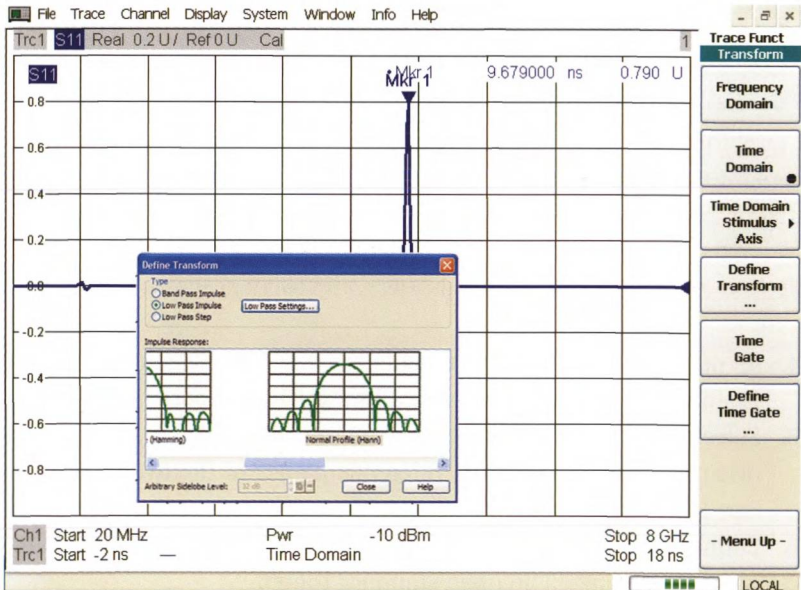 File Trace Channel Display System Window Info Help
Trc1 S11 Real 0.2 U/ Ref 0 U Cal 1
S11
Mkr 1
• Mkr 1 9.679000 ns 0.790 U
0.8
0.6
0.4
0.2
0.0
-0.2
-0.4
-0.6
-0.8
Define Transform
Type
Band Pass Impulse
Low Pass Impulse
Low Pass Step
Low Pass Settings...
Impulse Response:
(Hamming)
Normal Profile (Hann)
Arbitrary Sidelobe Level: 32 dB
Close
Help
Ch1 Start 20 MHz Pwr -10 dBm Stop 8 GHz
Trc1 Start -2 ns — Time Domain Stop 18 ns
Trace Funct
Transform
Frequency
Domain
Time
Domain
Time Domain
Stimulus
Axis
Define
Transform
...
Time
Gate
Define
Time Gate
...
- Menu Up -
LOCAL